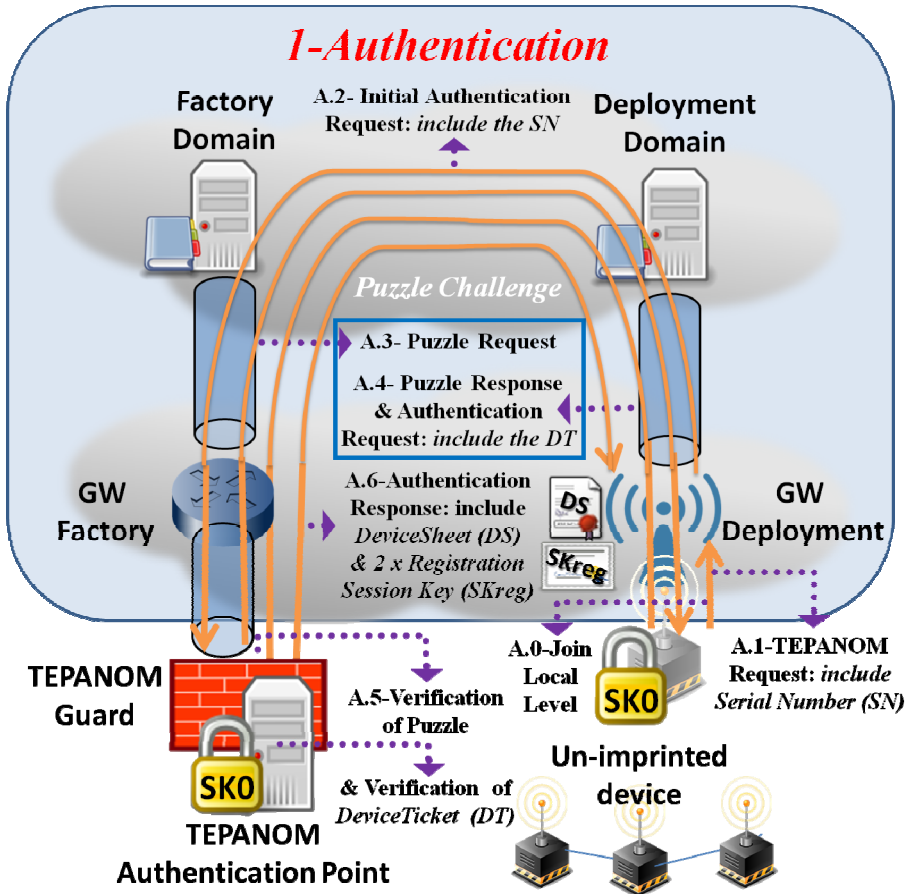 1-Authentication
Factory
Domain
A.2- Initial Authentication
Request: include the SN
Deployment
Domain
Puzzle Challenge
A.3- Puzzle Request
A.4- Puzzle Response
& Authentication
Request: include the DT
GW
Factory
A.6-Authentication
Response: include
DeviceSheet (DS)
& 2 x Registration
Session Key (SKreg)
DS
SKreg
GW
Deployment
TEPANOM
Guard
A.5-Verification
of Puzzle
A.0-Join
Local
Level
SK0
A.1-TEPANOM
Request: include
Serial Number (SN)
SK0
& Verification of
DeviceTicket (DT)
TEPANOM
Authentication Point
Un-imprinted
device